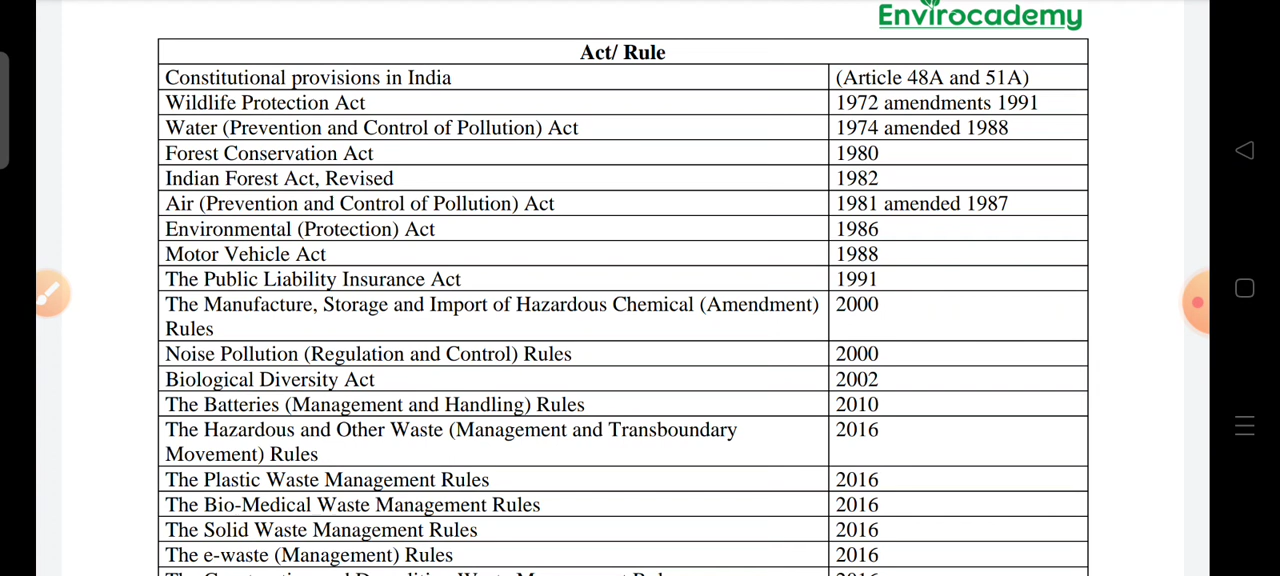 Envirocademy
Act/ Rule
Constitutional provisions in India (Article 48A and 51A)
Wildlife Protection Act 1972 amendments 1991
Water (Prevention and Control of Pollution) Act 1974 amended 1988
Forest Conservation Act 1980
Indian Forest Act, Revised 1982
Air (Prevention and Control of Pollution) Act 1981 amended 1987
Environmental (Protection) Act 1986
Motor Vehicle Act 1988
The Public Liability Insurance Act 1991
The Manufacture, Storage and Import of Hazardous Chemical (Amendment) 2000
Rules
Noise Pollution (Regulation and Control) Rules 2000
Biological Diversity Act 2002
The Batteries (Management and Handling) Rules 2010
The Hazardous and Other Waste (Management and Transboundary 2016
Movement) Rules
The Plastic Waste Management Rules 2016
The Bio-Medical Waste Management Rules 2016
The Solid Waste Management Rules 2016
The e-waste (Management) Rules 2016